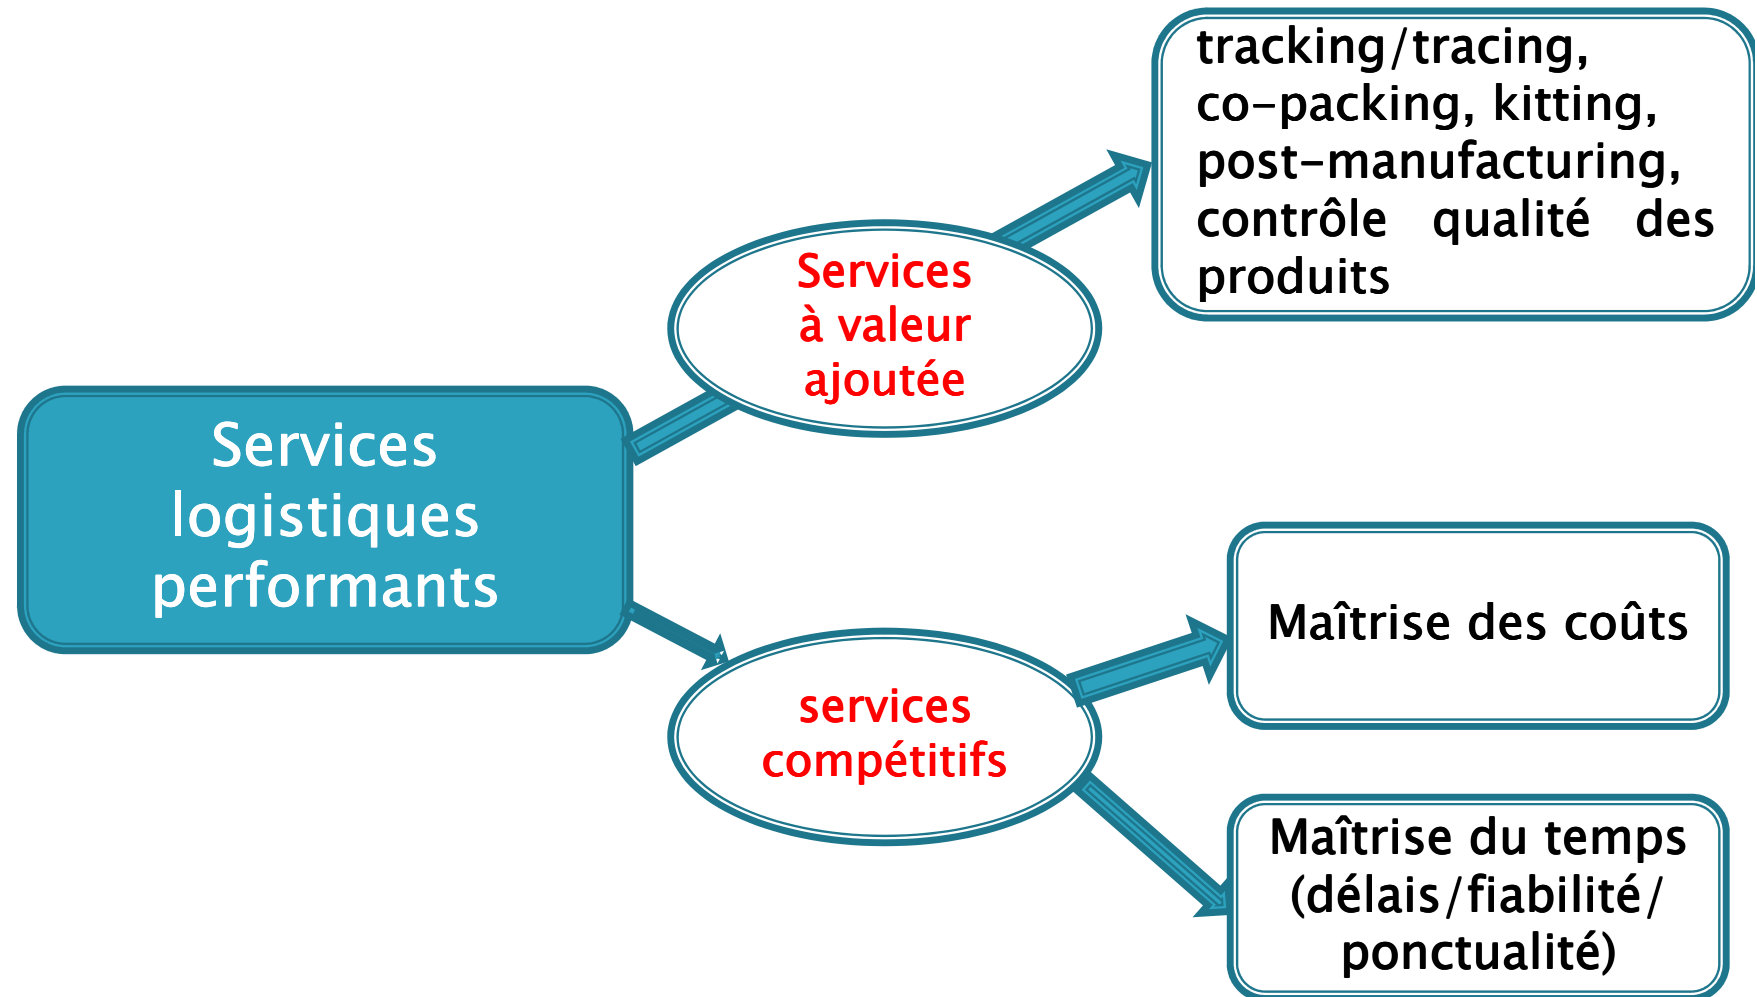 tracking/tracing,
co-packing, kitting,
post-manufacturing,
contrôle qualité des
produits
Services
à valeur
ajoutée
Services
logistiques
performants
Maîtrise des coûts
services
compétitifs
Maîtrise du temps
(délais/fiabilité/
ponctualité)